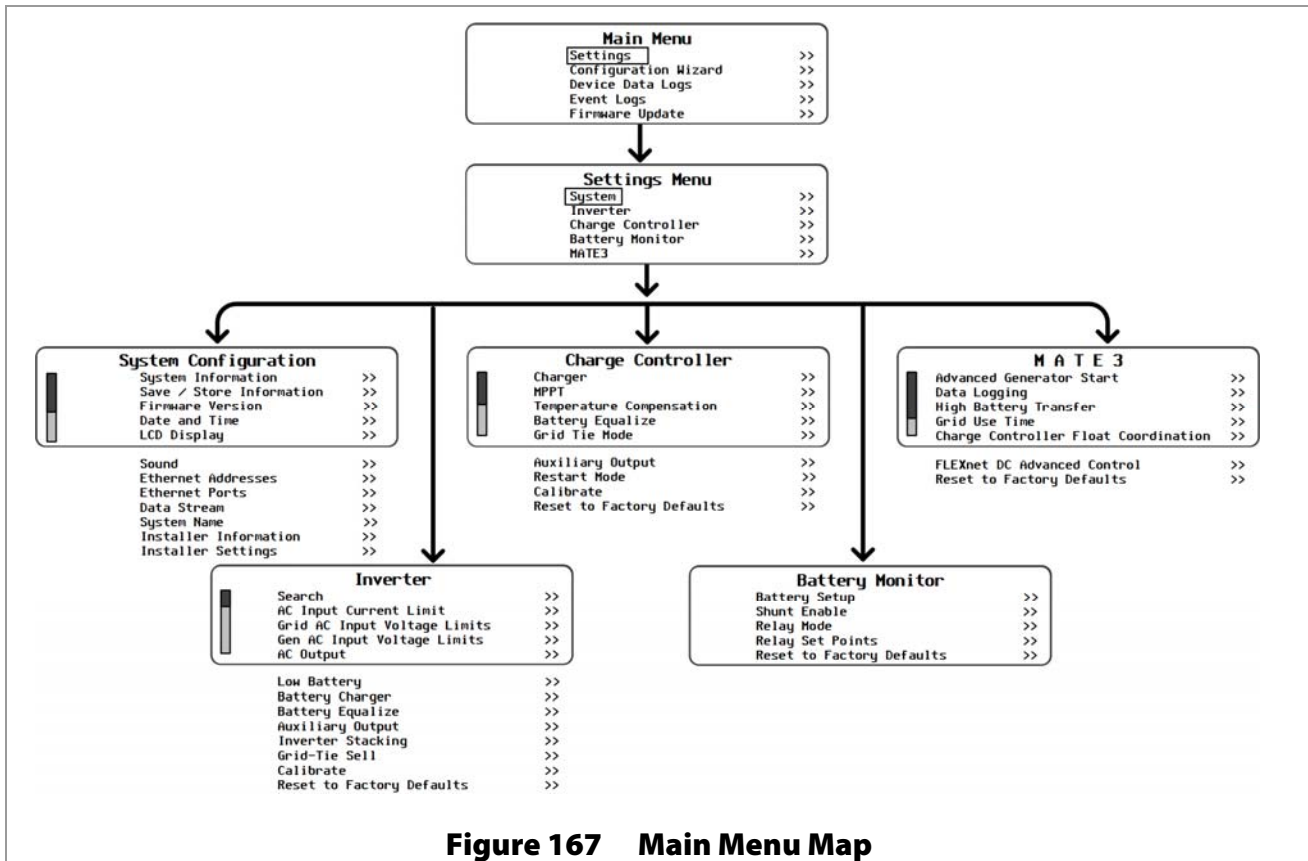 Main Menu
Settings >>
Configuration Wizard >>
Device Data Logs >>
Event Logs >>
Firmware Update >>
Settings Menu
System >>
Inverter >>
Charge Controller >>
Battery Monitor >>
MATE3 >>
System Configuration
System Information >>
Save / Store Information >>
Firmware Version >>
Date and Time >>
LCD Display >>
Sound >>
Ethernet Addresses >>
Ethernet Ports >>
Data Stream >>
System Name >>
Installer Information >>
Installer Settings >>
Charge Controller
Charger >>
MPPT >>
Temperature Compensation >>
Battery Equalize >>
Grid Tie Mode >>
Auxiliary Output >>
Restart Mode >>
Calibrate >>
Reset to Factory Defaults >>
M A T E 3
Advanced Generator Start >>
Data Logging >>
High Battery Transfer >>
Grid Use Time >>
Charge Controller Float Coordination >>
FLEXnet DC Advanced Control >>
Reset to Factory Defaults >>
Inverter
Search >>
AC Input Current Limit >>
Grid AC Input Voltage Limits >>
Gen AC Input Voltage Limits >>
AC Output >>
Low Battery >>
Battery Charger >>
Battery Equalize >>
Auxiliary Output >>
Inverter Stacking >>
Grid-Tie Sell >>
Calibrate >>
Reset to Factory Defaults >>
Battery Monitor
Battery Setup >>
Shunt Enable >>
Relay Mode >>
Relay Set Points >>
Reset to Factory Defaults >>
Figure 167 Main Menu Map